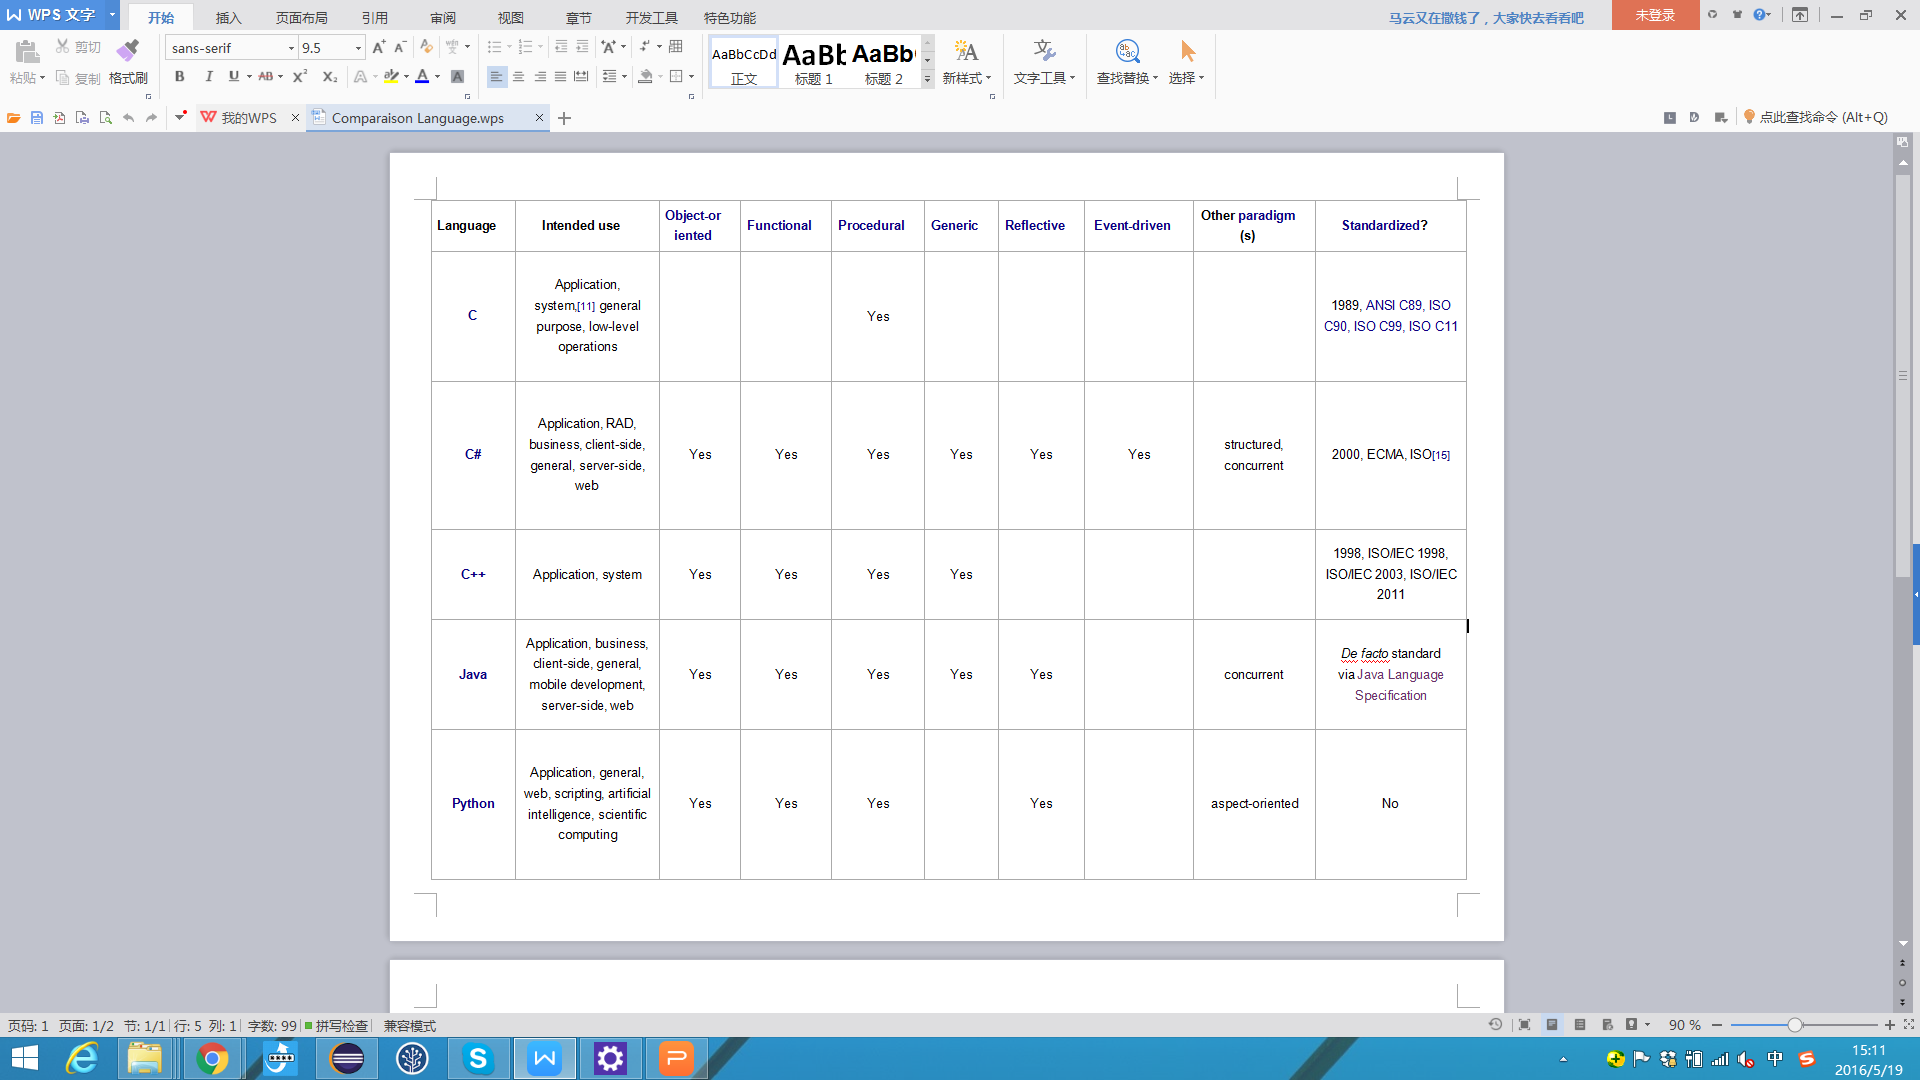 WPS 文字
开始 插入 页面布局 引用 审阅 视图 章节 开发工具 特色功能
马云又在撒钱了，大家快去看看吧
未登录
粘贴 剪切 复制 格式刷
sans-serif 9.5
AaBbCcDd 正文
AaBb 标题 1
AaBb 标题 2
新样式 文字工具 查找替换 选择
我的WPS
Comparaison Language.wps
点此查找命令 (Alt+Q)
Language Intended use Object-or Functional Procedural Generic Reflective Event-driven Other paradigm Standardized?
iented (s)
C
Application,
system,[11] general
purpose, low-level
operations
Yes
1989, ANSI C89, ISO
C90, ISO C99, ISO C11
C#
Application, RAD,
business, client-side,
general, server-side,
web
Yes Yes Yes Yes Yes Yes
structured,
concurrent
2000, ECMA, ISO[15]
C++
Application, system
Yes Yes Yes Yes
1998, ISO/IEC 1998,
ISO/IEC 2003, ISO/IEC
2011
Java
Application, business,
client-side, general,
mobile development,
server-side, web
Yes Yes Yes Yes Yes
concurrent
De facto standard
via Java Language
Specification
Python
Application, general,
web, scripting, artificial
intelligence, scientific
computing
Yes Yes Yes Yes
aspect-oriented
No
页码: 1 页面: 1/2 节: 1/1 行: 5 列: 1 字数: 99 拼写检查 兼容模式
90 %
中
15:11
2016/5/19